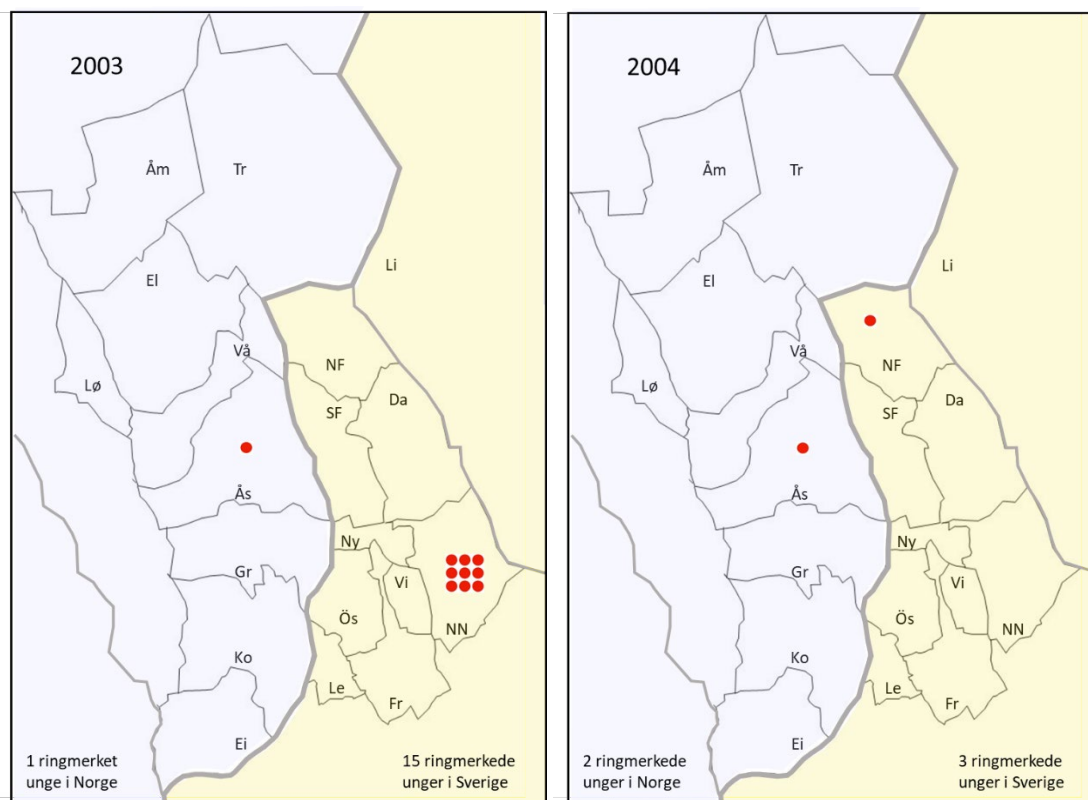 2003
Åm
Tr
Li
El
Vå
NF
Lø
Da
SF
Ås
Ny
Gr
Vi
Ös
NN
Ko
Le
Fr
Ei
1 ringmerket
unge i Norge
15 ringmerkede
unger i Sverige
2004
Åm
Tr
Li
El
Vå
NF
Lø
Da
SF
Ås
Ny
Gr
Vi
Ös
NN
Ko
Le
Fr
Ei
2 ringmerkede
unger i Norge
3 ringmerkede
unger i Sverige